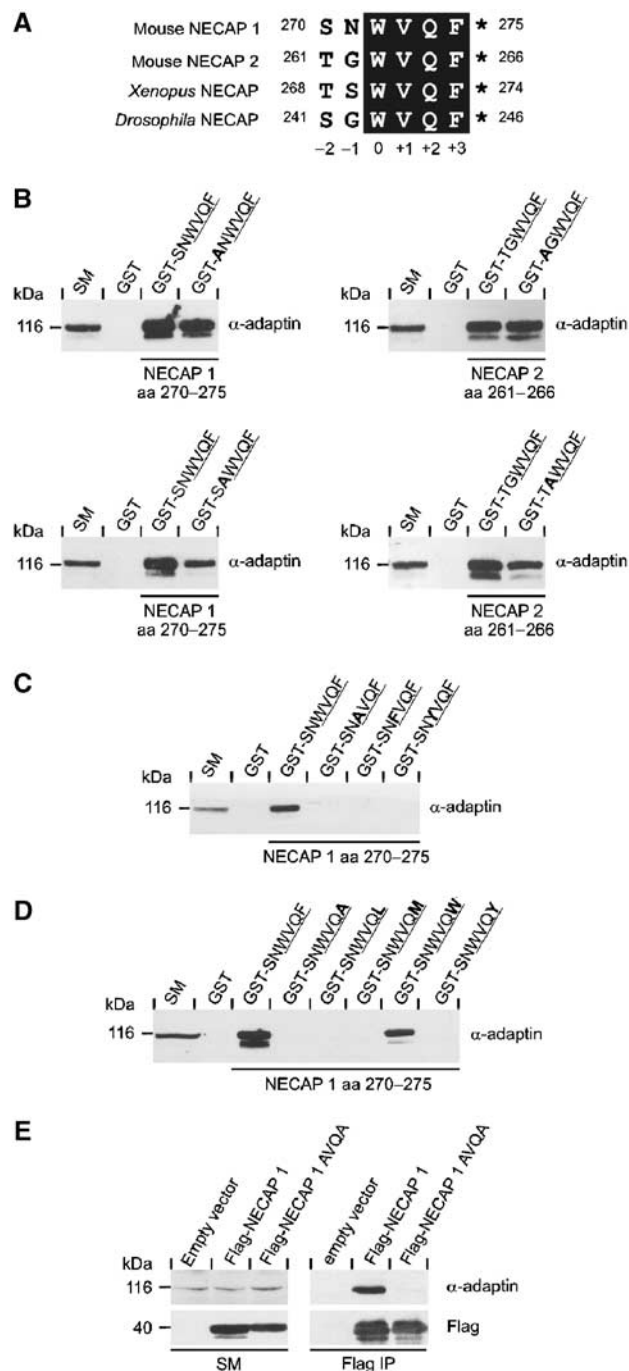 A
Mouse NECAP 1 270 S N W V Q F * 275
Mouse NECAP 2 261 T G W V Q F * 266
Xenopus NECAP 268 T S W V Q F * 274
Drosophila NECAP 241 S G W V Q F * 246
–2 –1 0 +1 +2 +3
B
SM GST GST-SNWVQF GST-ANWVQF
kDa
116 α-adaptin
NECAP 1
aa 270–275
SM GST GST-TGWVQF GST-AGWVQF
kDa
116 α-adaptin
NECAP 2
aa 261–266
SM GST GST-SNWVQF GST-SAWVQF
kDa
116 α-adaptin
NECAP 1
aa 270–275
SM GST GST-TGWVQF GST-TAWVQF
kDa
116 α-adaptin
NECAP 2
aa 261–266
C
SM GST GST-SNWVQF GST-SNAVQF GST-SNFVQF GST-SNYVQF
kDa
116 α-adaptin
NECAP 1 aa 270–275
D
SM GST GST-SNWVQF GST-SNWVQA GST-SNWVQL GST-SNWVQM GST-SNWVQW GST-SNWVQY
kDa
116 α-adaptin
NECAP 1 aa 270–275
E
Empty vector Flag-NECAP 1 Flag-NECAP 1 AVQA empty vector Flag-NECAP 1 Flag-NECAP 1 AVQA
kDa
116 α-adaptin
40 Flag
SM Flag IP